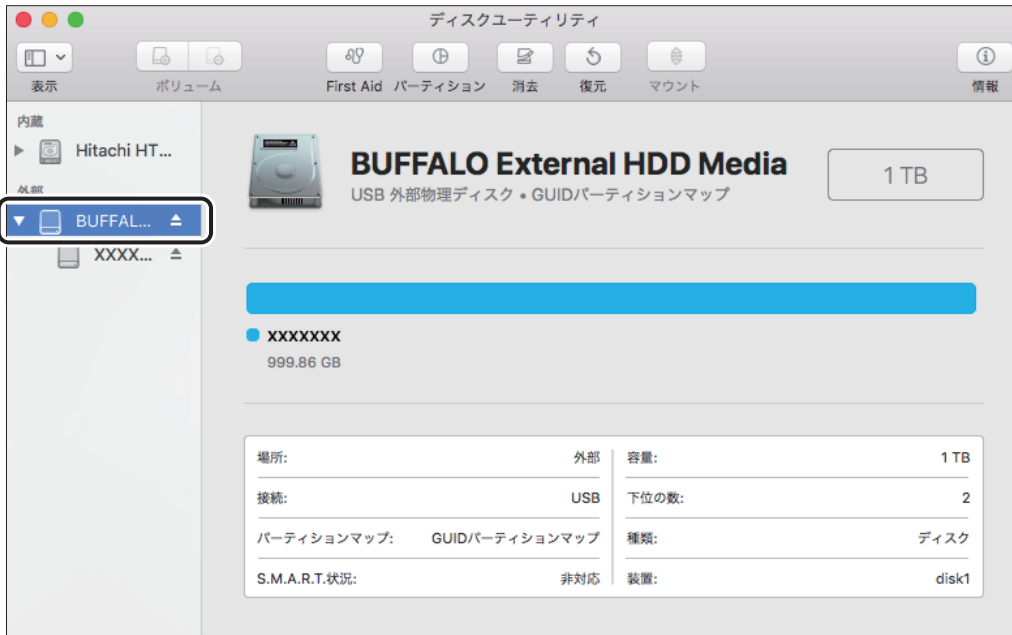 ディスクユーティリティ
表示
ボリューム
First Aid
パーティション
消去
復元
マウント
情報
内蔵
Hitachi HT...
外部
BUFFAL...
XXXX...
BUFFALO External HDD Media
USB 外部物理ディスク • GUIDパーティションマップ
1 TB
XXXXXXX
999.86 GB
場所: 外部
容量: 1 TB
接続: USB
下位の数: 2
パーティションマップ: GUIDパーティションマップ
種類: ディスク
S.M.A.R.T.状況: 非対応
装置: disk1